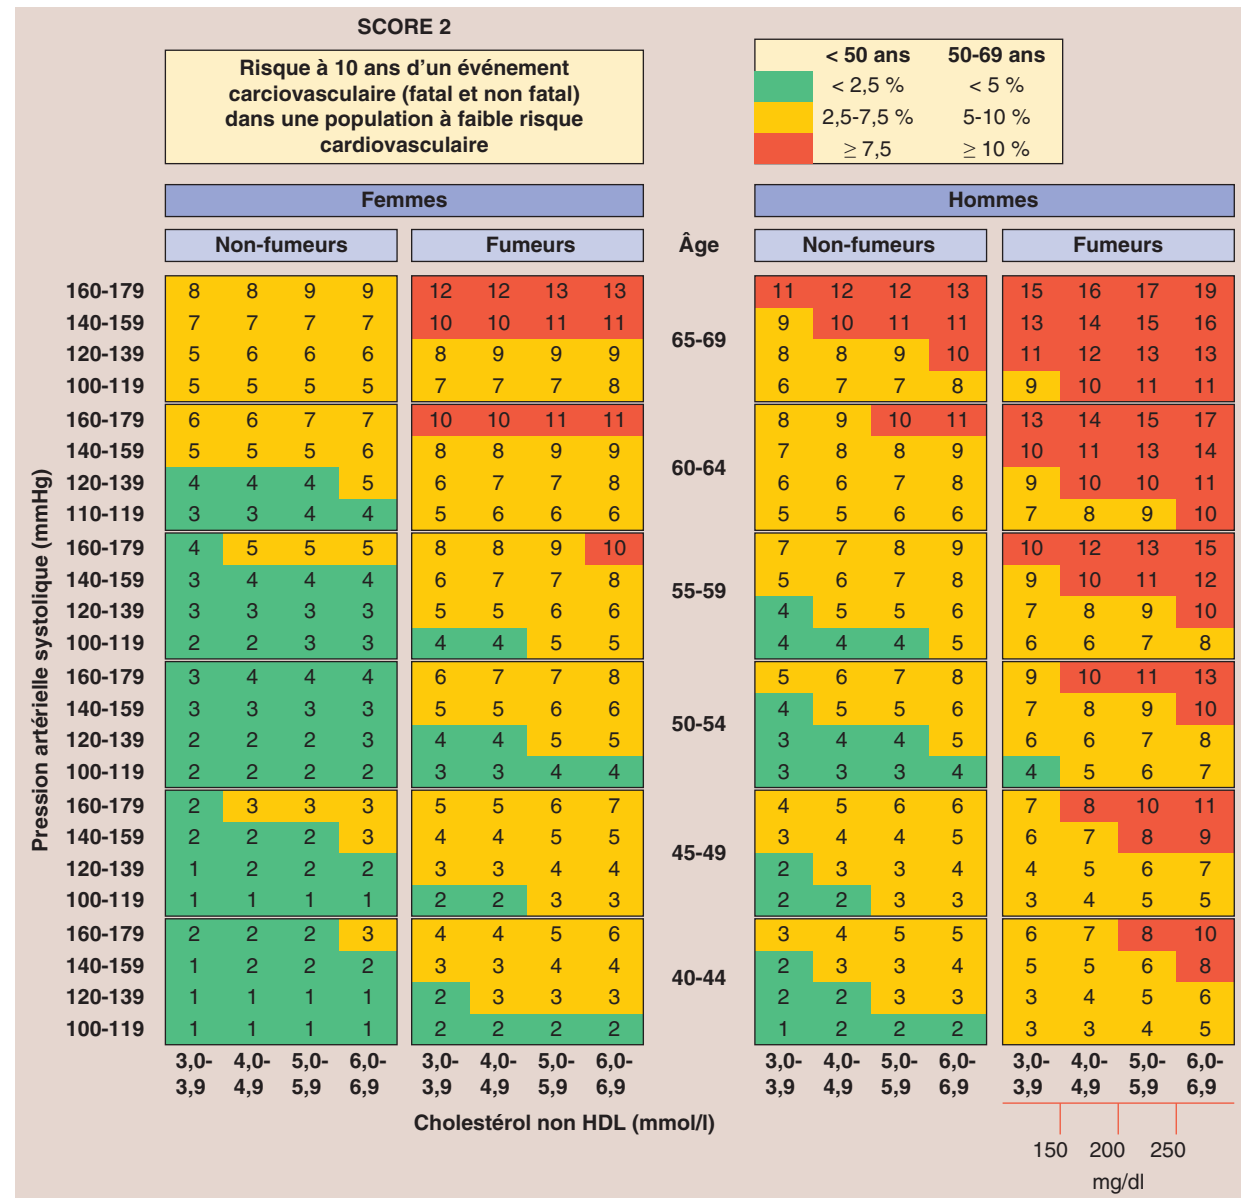 SCORE 2
Risque à 10 ans d'un événement
carciovasculaire (fatal et non fatal)
dans une population à faible risque
cardiovasculaire
< 50 ans 50-69 ans
< 2,5 % < 5 %
2,5-7,5 % 5-10 %
≥ 7,5 ≥ 10 %
Femmes Hommes
Non-fumeurs Fumeurs Âge Non-fumeurs Fumeurs
Pression artérielle systolique (mmHg)
65-69
160-179 8 8 9 9 12 12 13 13 11 12 12 13 15 16 17 19
140-159 7 7 7 7 10 10 11 11 9 10 11 11 13 14 15 16
120-139 5 6 6 6 8 9 9 9 8 8 9 10 11 12 13 13
100-119 5 5 5 5 7 7 7 8 6 7 7 8 9 10 11 11
60-64
160-179 6 6 7 7 10 10 11 11 8 9 10 11 13 14 15 17
140-159 5 5 5 6 8 8 9 9 7 8 8 9 10 11 13 14
120-139 4 4 4 5 6 7 7 8 6 6 7 8 9 10 10 11
110-119 3 3 4 4 5 6 6 6 5 5 6 6 7 8 9 10
55-59
160-179 4 5 5 5 8 8 9 10 7 7 8 9 10 12 13 15
140-159 3 4 4 4 6 7 7 8 5 6 7 8 9 10 11 12
120-139 3 3 3 3 5 5 6 6 4 5 5 6 7 8 9 10
100-119 2 2 3 3 4 4 5 5 4 4 4 5 6 6 7 8
50-54
160-179 3 4 4 4 6 7 7 8 5 6 7 8 9 10 11 13
140-159 3 3 3 3 5 5 6 6 4 5 5 6 7 8 9 10
120-139 2 2 2 3 4 4 5 5 3 4 4 5 6 6 7 8
100-119 2 2 2 2 3 3 4 4 3 3 3 4 4 5 6 7
45-49
160-179 2 3 3 3 5 5 6 7 4 5 6 6 7 8 10 11
140-159 2 2 2 3 4 4 5 5 3 4 4 5 6 7 8 9
120-139 1 2 2 2 3 3 4 4 2 3 3 4 4 5 6 7
100-119 1 1 1 1 2 2 3 3 2 2 3 3 3 4 5 5
40-44
160-179 2 2 2 3 4 4 5 6 3 4 5 5 6 7 8 10
140-159 1 2 2 2 3 3 4 4 2 3 3 4 5 5 6 8
120-139 1 1 1 1 2 3 3 3 2 2 3 3 3 4 5 6
100-119 1 1 1 1 2 2 2 2 1 2 2 2 3 3 4 5
3,0- 4,0- 5,0- 6,0- 3,0- 4,0- 5,0- 6,0- 3,0- 4,0- 5,0- 6,0- 3,0- 4,0- 5,0- 6,0-
3,9 4,9 5,9 6,9 3,9 4,9 5,9 6,9 3,9 4,9 5,9 6,9 3,9 4,9 5,9 6,9
Cholestérol non HDL (mmol/l)
150 200 250
mg/dl